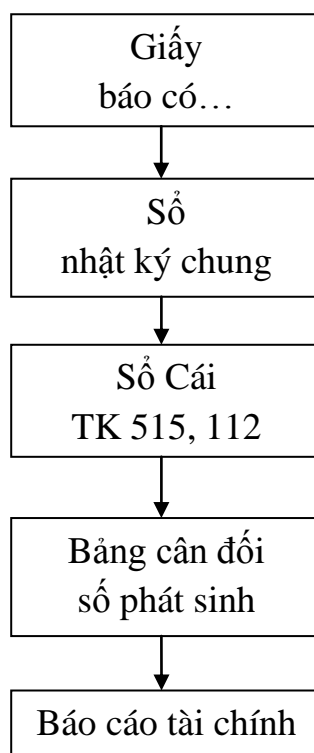 Giấy
báo có…
Sổ
nhật ký chung
Sổ Cái
TK 515, 112
Bảng cân đối
số phát sinh
Báo cáo tài chính